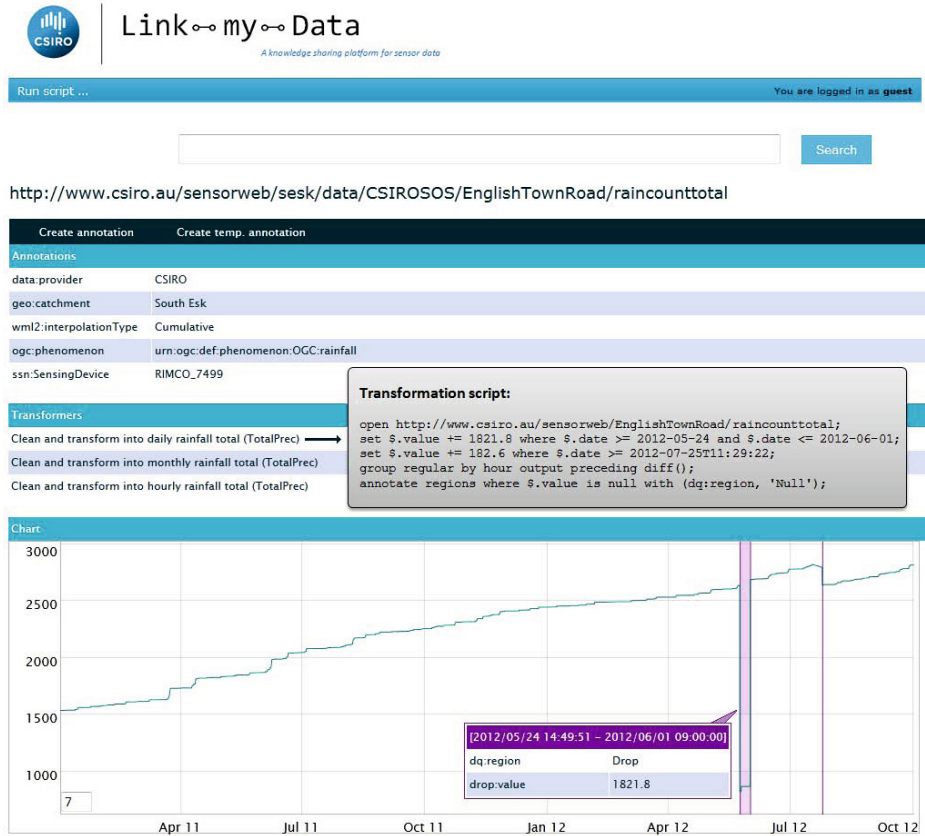 CSIRO
Link my Data
A knowledge sharing platform for sensor data
Run script ...
You are logged in as guest
Search
http://www.csiro.au/sensorweb/sesk/data/CSIROSOS/EnglishTownRoad/raincounttotal
Create annotation Create temp. annotation
Annotations
data:provider CSIRO
geo:catchment South Esk
wml2:interpolationType Cumulative
ogc:phenomenon urn:ogc:def:phenomenon:OGC:rainfall
ssn:SensingDevice RIMCO_7499
Transformers
Clean and transform into daily rainfall total (TotalPrec)
Clean and transform into monthly rainfall total (TotalPrec)
Clean and transform into hourly rainfall total (TotalPrec)
Transformation script:
open http://www.csiro.au/sensorweb/EnglishTownRoad/raincounttotal;
set $.value += 1821.8 where $.date >= 2012-05-24 and $.date <= 2012-06-01;
set $.value += 182.6 where $.date >= 2012-07-25T11:29:22;
group regular by hour output preceding diff();
annotate regions where $.value is null with (dq:region, 'Null');
Chart
3000
2500
2000
1500
1000
7
[2012/05/24 14:49:51 – 2012/06/01 09:00:00]
dq:region Drop
drop:value 1821.8
Apr 11 Jul 11 Oct 11 Jan 12 Apr 12 Jul 12 Oct 12